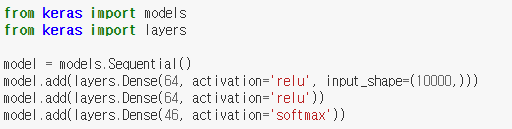 from keras import models
from keras import layers
model = models.Sequential()
model.add(layers.Dense(64, activation='relu', input_shape=(10000,)))
model.add(layers.Dense(64, activation='relu'))
model.add(layers.Dense(46, activation='softmax'))